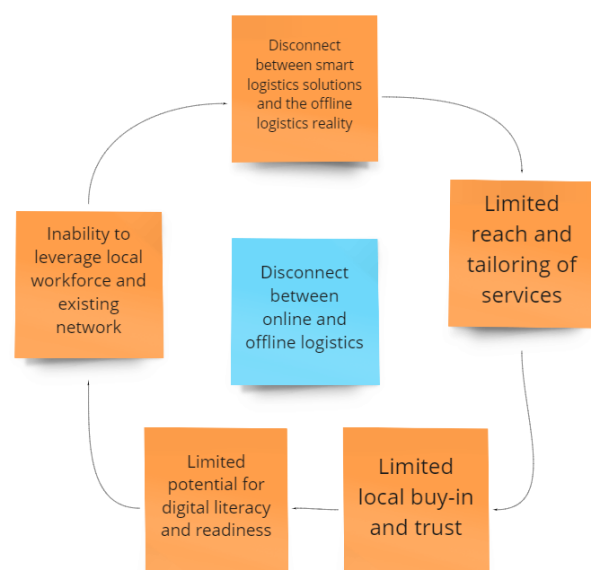 Disconnect
between smart
logistics solutions
and the offline
logistics reality
Limited
reach and
tailoring of
services
Inability to
leverage local
workforce and
existing
network
Disconnect
between
online and
offline logistics
Limited
potential for
digital literacy
and readiness
Limited
local buy-in
and trust